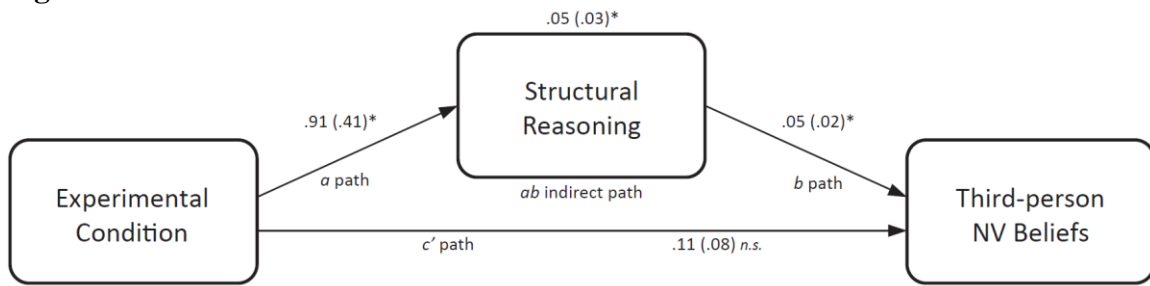 .05 (.03)*
Structural
Reasoning
.91 (.41)*
.05 (.02)*
a path
ab indirect path
b path
Experimental
Condition
Third-person
NV Beliefs
c’ path
.11 (.08) n.s.